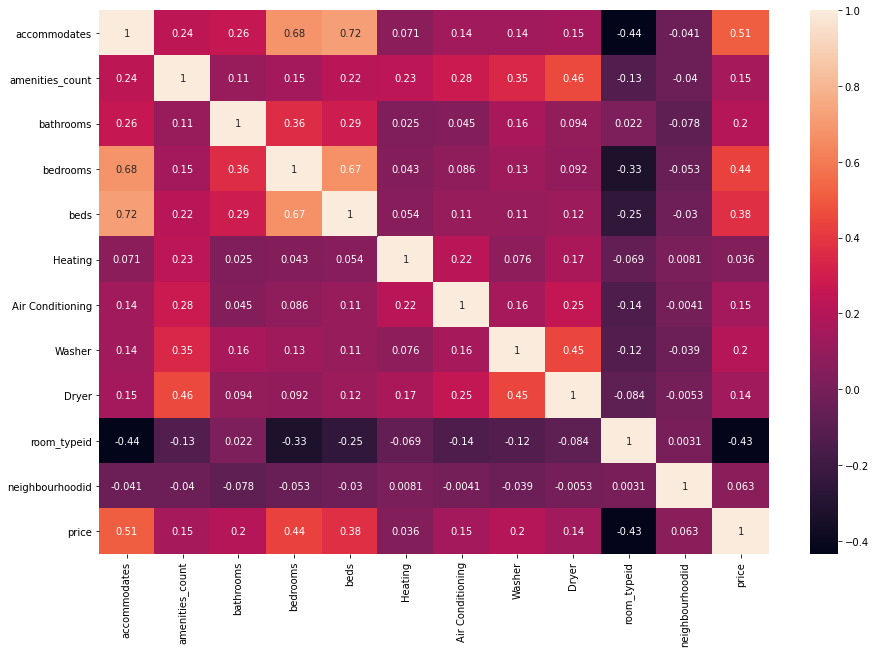 accommodates 1 0.24 0.26 0.68 0.72 0.071 0.14 0.14 0.15 -0.44 -0.041 0.51
amenities_count 0.24 1 0.11 0.15 0.22 0.23 0.28 0.35 0.46 -0.13 -0.04 0.15
bathrooms 0.26 0.11 1 0.36 0.29 0.025 0.045 0.16 0.094 0.022 -0.078 0.2
bedrooms 0.68 0.15 0.36 1 0.67 0.043 0.086 0.13 0.092 -0.33 -0.053 0.44
beds 0.72 0.22 0.29 0.67 1 0.054 0.11 0.11 0.12 -0.25 -0.03 0.38
Heating 0.071 0.23 0.025 0.043 0.054 1 0.22 0.076 0.17 -0.069 0.0081 0.036
Air Conditioning 0.14 0.28 0.045 0.086 0.11 0.22 1 0.16 0.25 -0.14 -0.0041 0.15
Washer 0.14 0.35 0.16 0.13 0.11 0.076 0.16 1 0.45 -0.12 -0.039 0.2
Dryer 0.15 0.46 0.094 0.092 0.12 0.17 0.25 0.45 1 -0.084 -0.0053 0.14
room_typeid -0.44 -0.13 0.022 -0.33 -0.25 -0.069 -0.14 -0.12 -0.084 1 0.0031 -0.43
neighbourhoodid -0.041 -0.04 -0.078 -0.053 -0.03 0.0081 -0.0041 -0.039 -0.0053 0.0031 1 0.063
price 0.51 0.15 0.2 0.44 0.38 0.036 0.15 0.2 0.14 -0.43 0.063 1
accommodates
amenities_count
bathrooms
bedrooms
beds
Heating
Air Conditioning
Washer
Dryer
room_typeid
neighbourhoodid
price
1.0
0.8
0.6
0.4
0.2
0.0
−0.2
−0.4